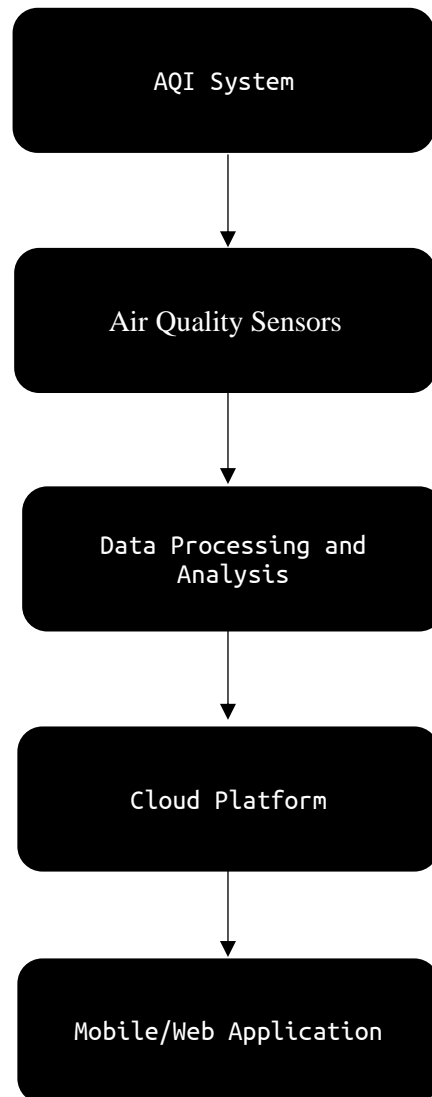 AQI System
Air Quality Sensors
Data Processing and
Analysis
Cloud Platform
Mobile/Web Application